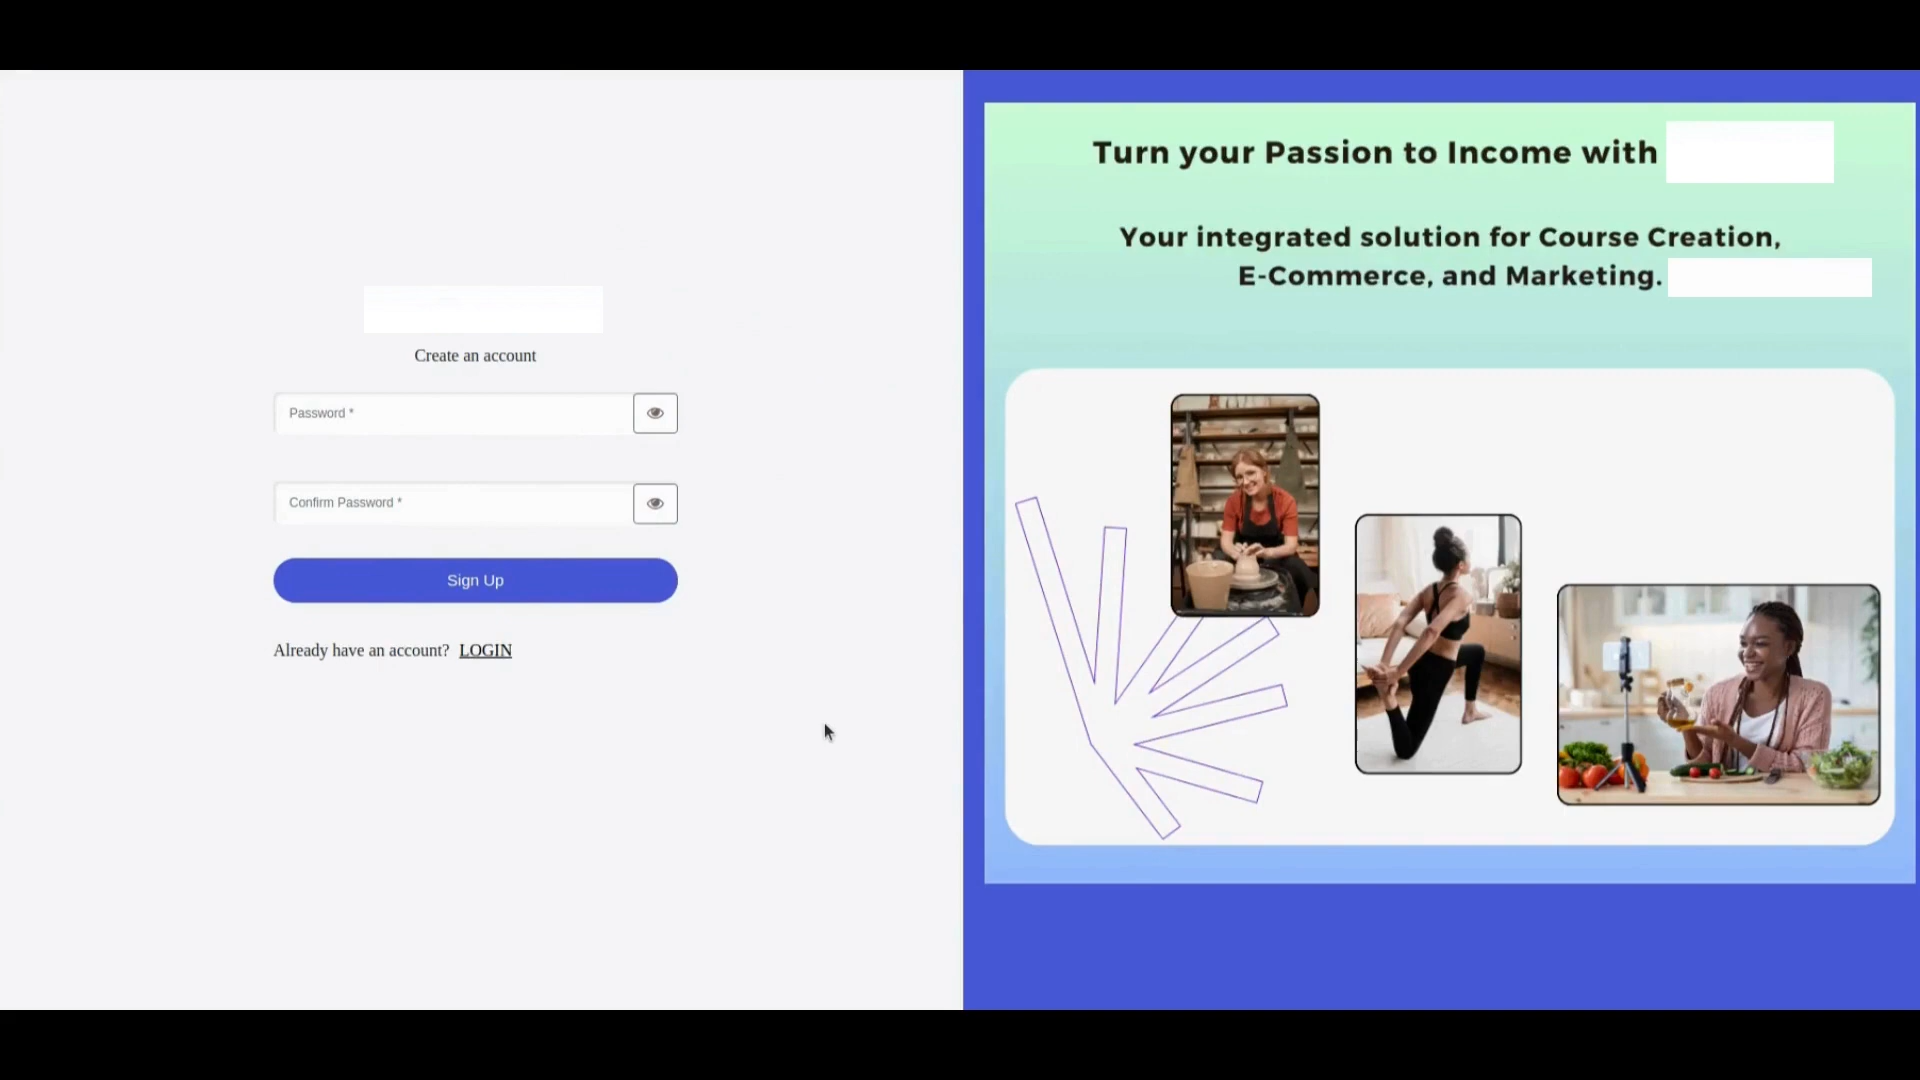 Create an account
Password *
Confirm Password *
Sign Up
Already have an account? LOGIN
Turn your Passion to Income with
Your integrated solution for Course Creation,
E-Commerce, and Marketing.